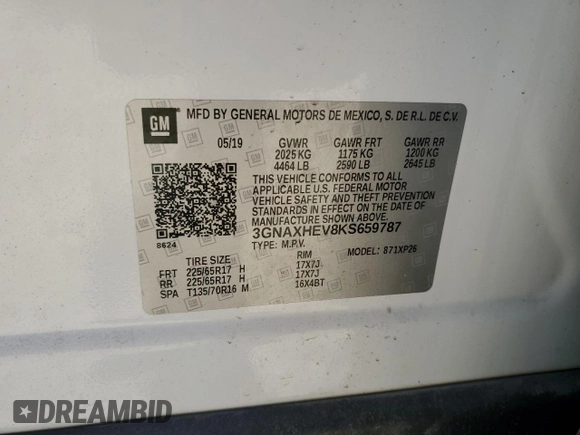 GM
MFD BY GENERAL MOTORS DE MEXICO, S. DE R.L. DE C.V.
05/19 GVWR GAWR FRT GAWR RR
2025 KG 1175 KG 1200 KG
4464 LB 2590 LB 2645 LB
THIS VEHICLE CONFORMS TO ALL
APPLICABLE U.S. FEDERAL MOTOR
VEHICLE SAFETY AND THEFT PREVENTION
STANDARDS IN EFFECT ON THE DATE OF
MANUFACTURE SHOWN ABOVE.
8624
3GNAXHEV8KS659787
TYPE: M.P.V. 871XP26
TIRE SIZE RIM
FRT 225/65R17 H 17X7J
RR 225/65R17 H 17X7J
SPA T135/70R16 M 16X4BT
DREAMBID